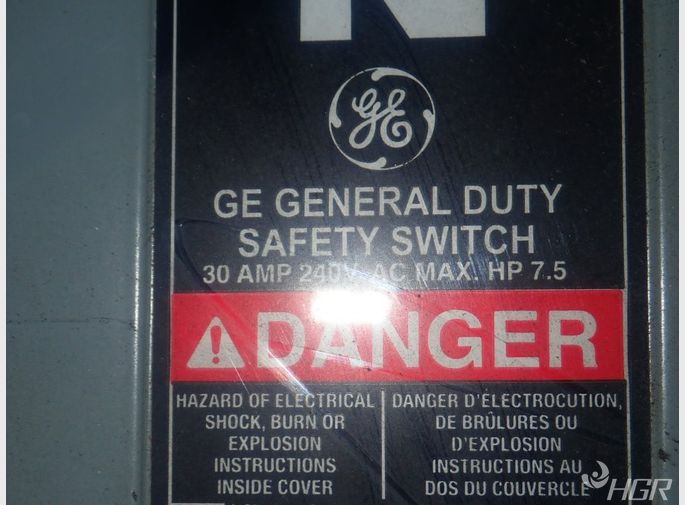 N
GE
GE GENERAL DUTY
SAFETY SWITCH
30 AMP 240V. AC MAX. HP 7.5
DANGER
HAZARD OF ELECTRICAL
SHOCK, BURN OR
EXPLOSION
INSTRUCTIONS
INSIDE COVER
DANGER D'ÉLECTROCUTION,
DE BRÛLURES OU
D'EXPLOSION
INSTRUCTIONS AU
DOS DU COUVERCLE
HGR